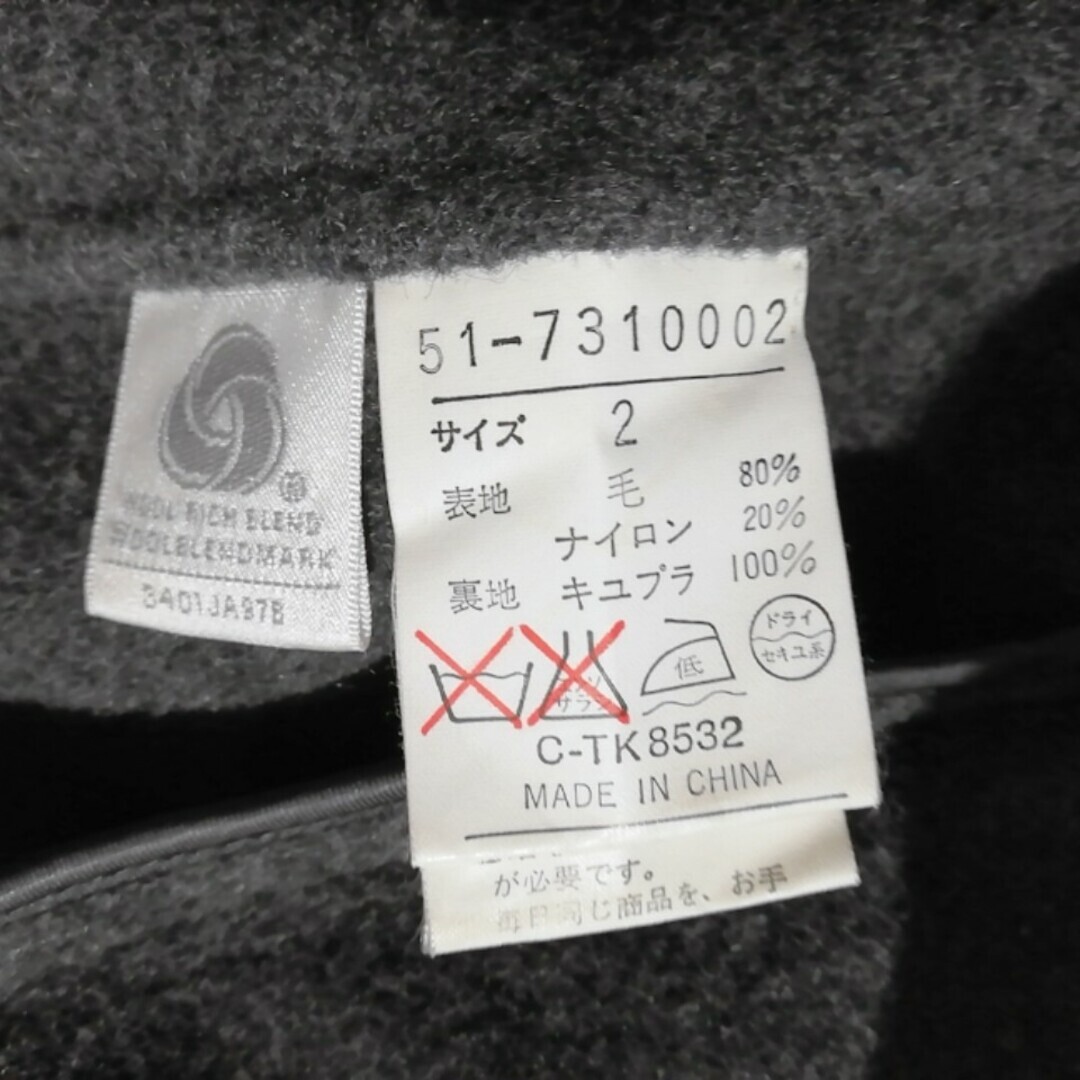 WOOL RICH BLEND
WOOLBLENDMARK
3401JA97B
51-7310002
サイズ 2
表地 毛 80%
ナイロン 20%
裏地 キユプラ 100%
低
ドライ
セキユ系
C-TK8532
MADE IN CHINA
が必要です。
毎日同じ商品を、お手